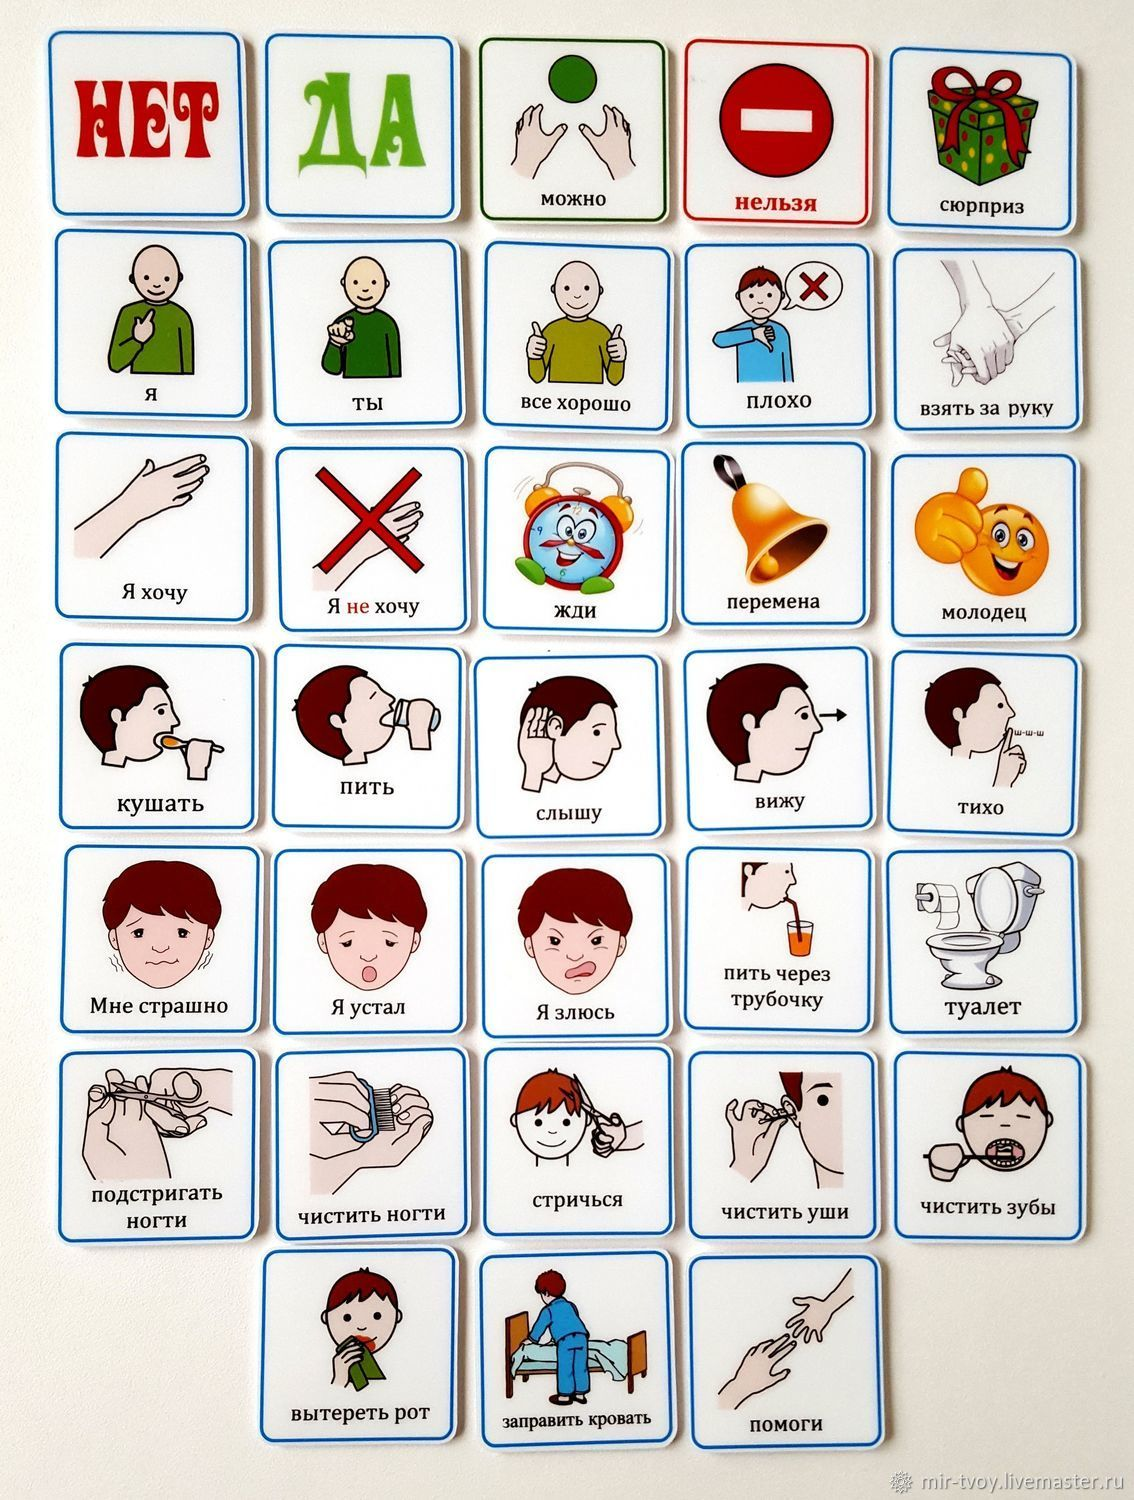 НЕТ
ДА
можно
нельзя
сюрприз
я
ты
все хорошо
плохо
взять за руку
Я хочу
Я не хочу
жди
перемена
молодец
кушать
пить
слышу
вижу
ш-ш-ш
тихо
Мне страшно
Я устал
Я злюсь
пить через
трубочку
туалет
подстригать
ногти
чистить ногти
стричься
чистить уши
чистить зубы
вытереть рот
заправить кровать
помоги
mir-tvoy.livemaster.ru